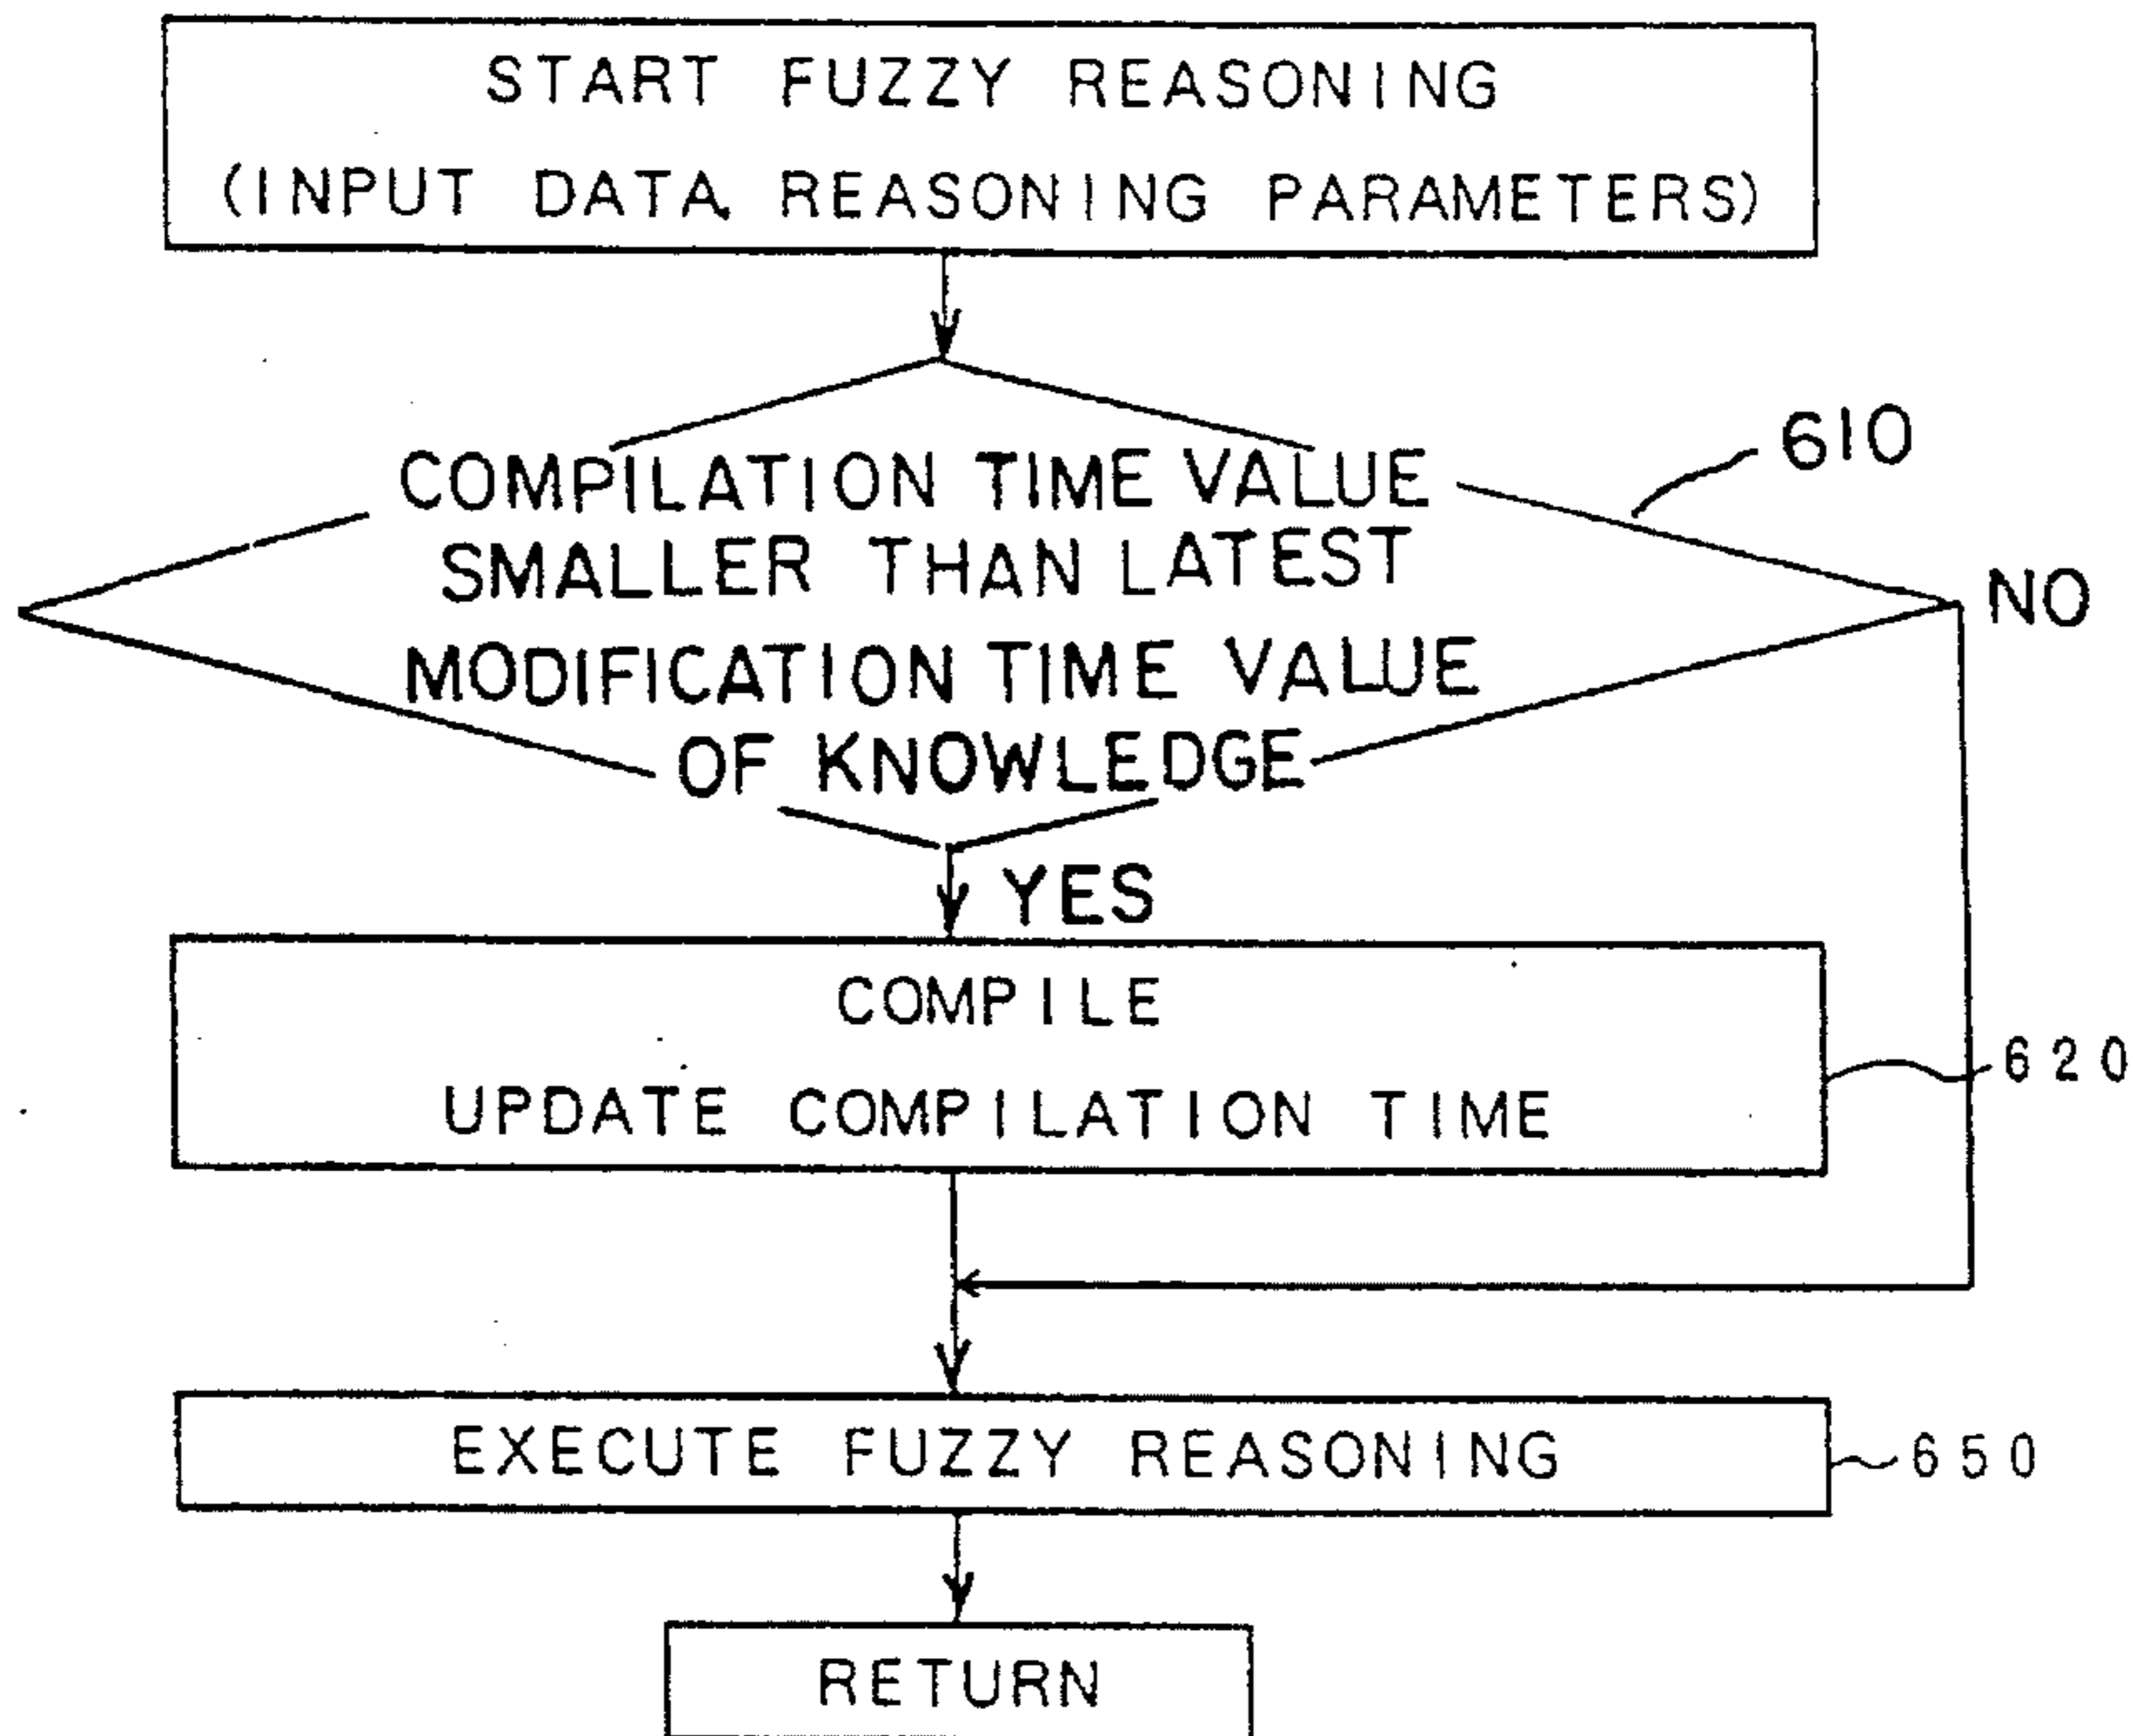 START FUZZY REASONING
(INPUT DATA, REASONING PARAMETERS)
COMPILATION TIME VALUE
SMALLER THAN LATEST
MODIFICATION TIME VALUE
OF KNOWLEDGE
610
NO
YES
COMPILE
UPDATE COMPILATION TIME
620
EXECUTE FUZZY REASONING
650
RETURN